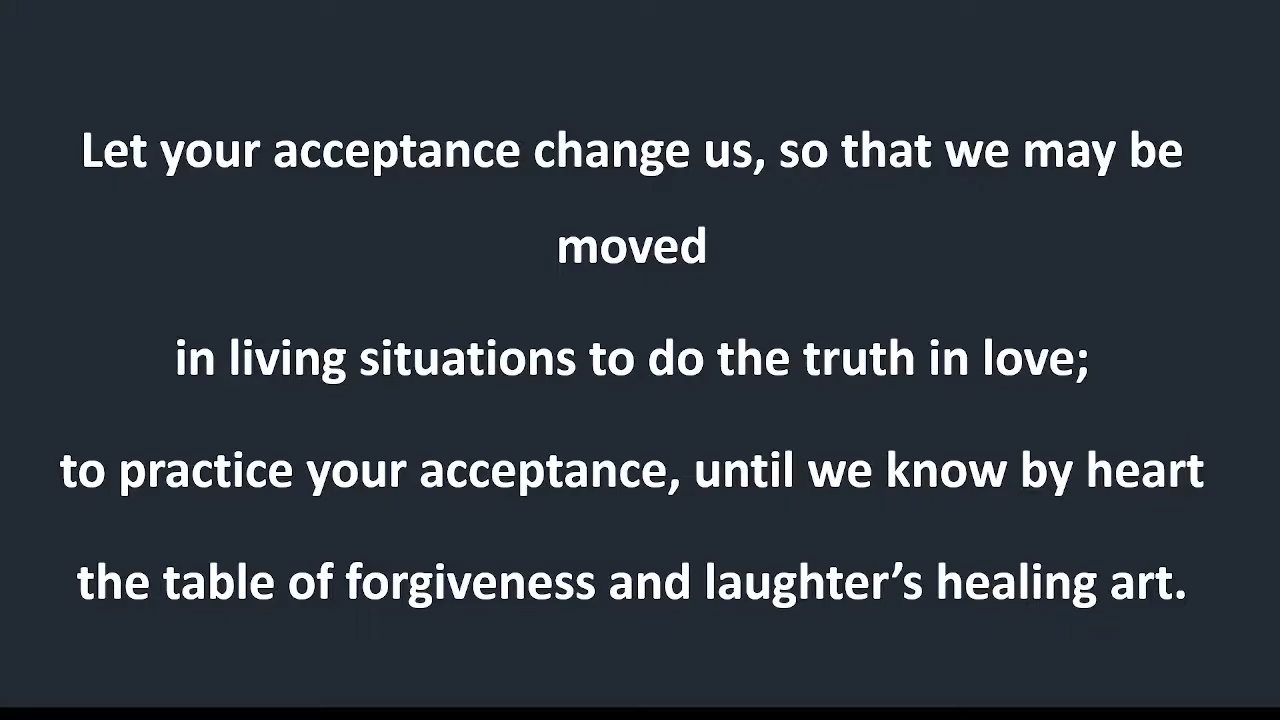 Let your acceptance change us, so that we may be
moved
in living situations to do the truth in love;
to practice your acceptance, until we know by heart
the table of forgiveness and laughter’s healing art.